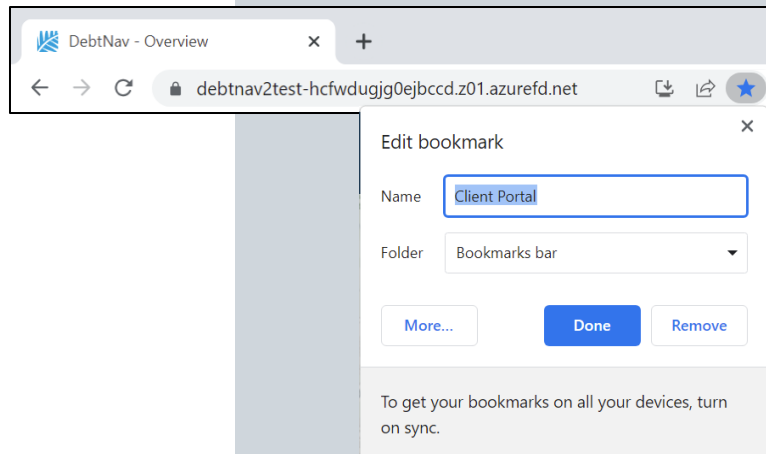 DebtNav - Overview
debtnav2test-hcfwdugjg0ejbccd.z01.azurefd.net
Edit bookmark
Name Client Portal
Folder Bookmarks bar
More... Done Remove
To get your bookmarks on all your devices, turn
on sync.